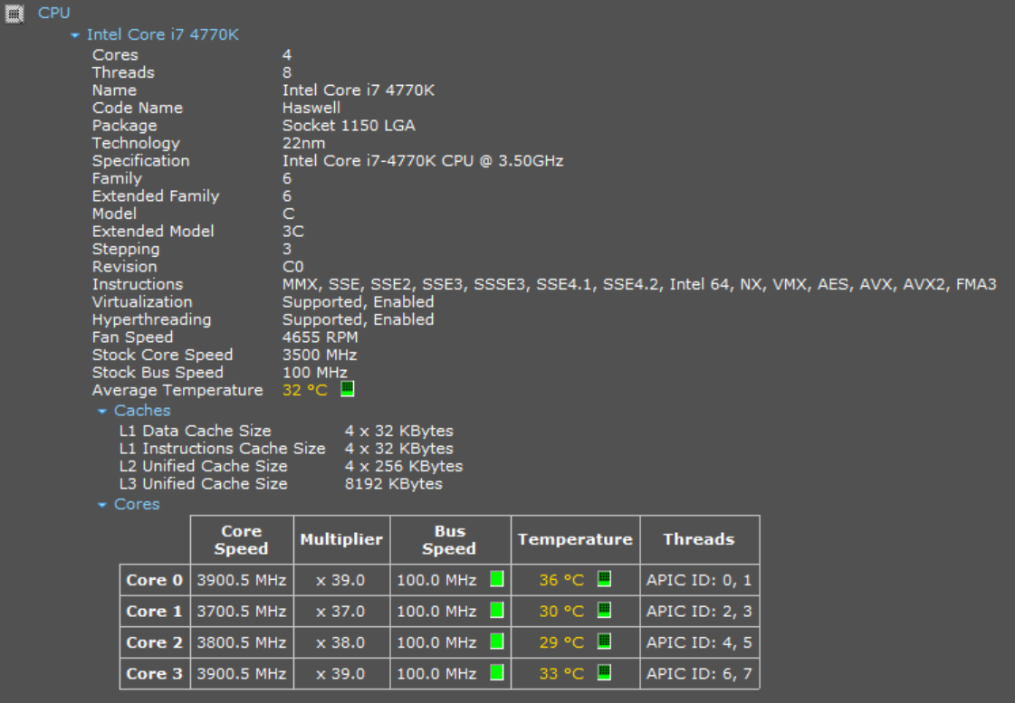 CPU
Intel Core i7 4770K
Cores 4
Threads 8
Name Intel Core i7 4770K
Code Name Haswell
Package Socket 1150 LGA
Technology 22nm
Specification Intel Core i7-4770K CPU @ 3.50GHz
Family 6
Extended Family 6
Model C
Extended Model 3C
Stepping 3
Revision C0
Instructions MMX, SSE, SSE2, SSE3, SSSE3, SSE4.1, SSE4.2, Intel 64, NX, VMX, AES, AVX, AVX2, FMA3
Virtualization Supported, Enabled
Hyperthreading Supported, Enabled
Fan Speed 4655 RPM
Stock Core Speed 3500 MHz
Stock Bus Speed 100 MHz
Average Temperature 32 °C
Caches
L1 Data Cache Size 4 x 32 KBytes
L1 Instructions Cache Size 4 x 32 KBytes
L2 Unified Cache Size 4 x 256 KBytes
L3 Unified Cache Size 8192 KBytes
Cores
Core Speed Multiplier Bus Speed Temperature Threads
Core 0 3900.5 MHz x 39.0 100.0 MHz 36 °C APIC ID: 0, 1
Core 1 3700.5 MHz x 37.0 100.0 MHz 30 °C APIC ID: 2, 3
Core 2 3800.5 MHz x 38.0 100.0 MHz 29 °C APIC ID: 4, 5
Core 3 3900.5 MHz x 39.0 100.0 MHz 33 °C APIC ID: 6, 7